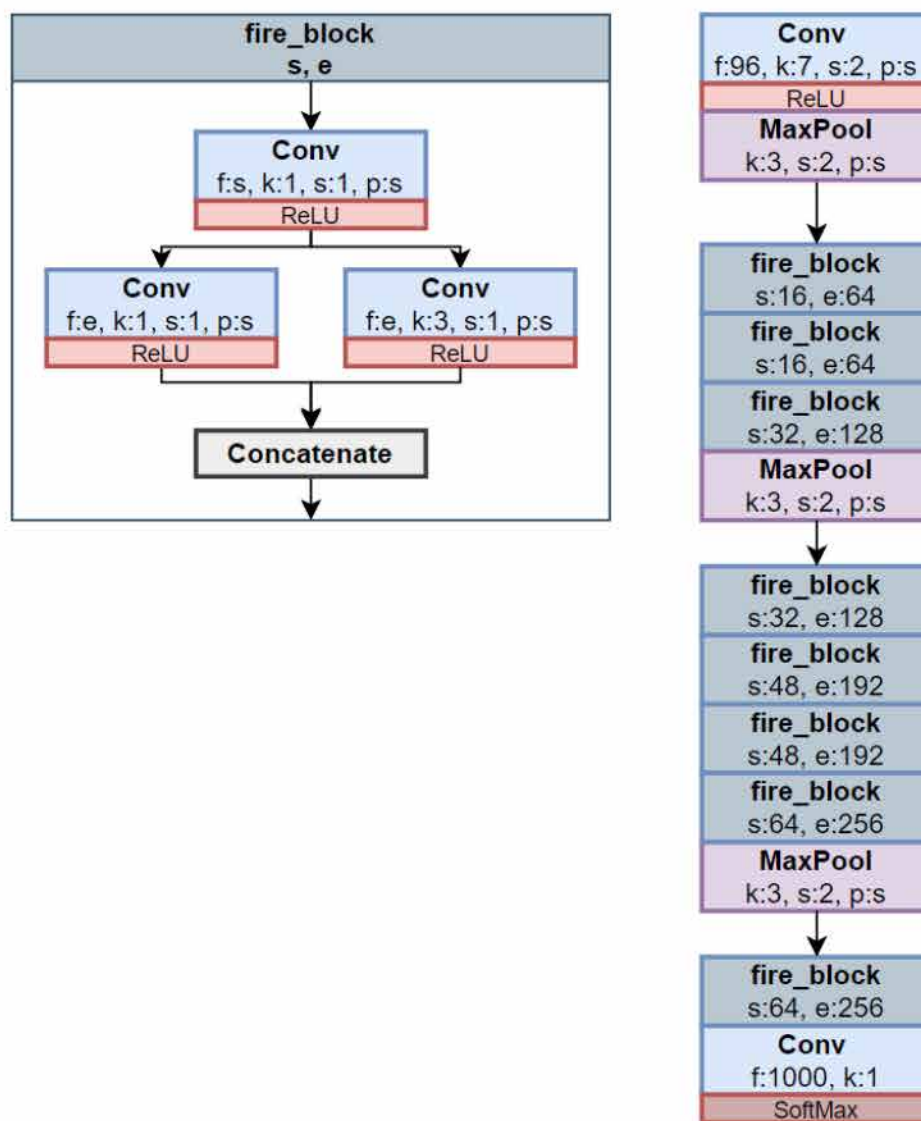 fire_block
s, e
Conv
f:s, k:1, s:1, p:s
ReLU
Conv
f:e, k:1, s:1, p:s
ReLU
Conv
f:e, k:3, s:1, p:s
ReLU
Concatenate
Conv
f:96, k:7, s:2, p:s
ReLU
MaxPool
k:3, s:2, p:s
fire_block
s:16, e:64
fire_block
s:16, e:64
fire_block
s:32, e:128
MaxPool
k:3, s:2, p:s
fire_block
s:32, e:128
fire_block
s:48, e:192
fire_block
s:48, e:192
fire_block
s:64, e:256
MaxPool
k:3, s:2, p:s
fire_block
s:64, e:256
Conv
f:1000, k:1
SoftMax